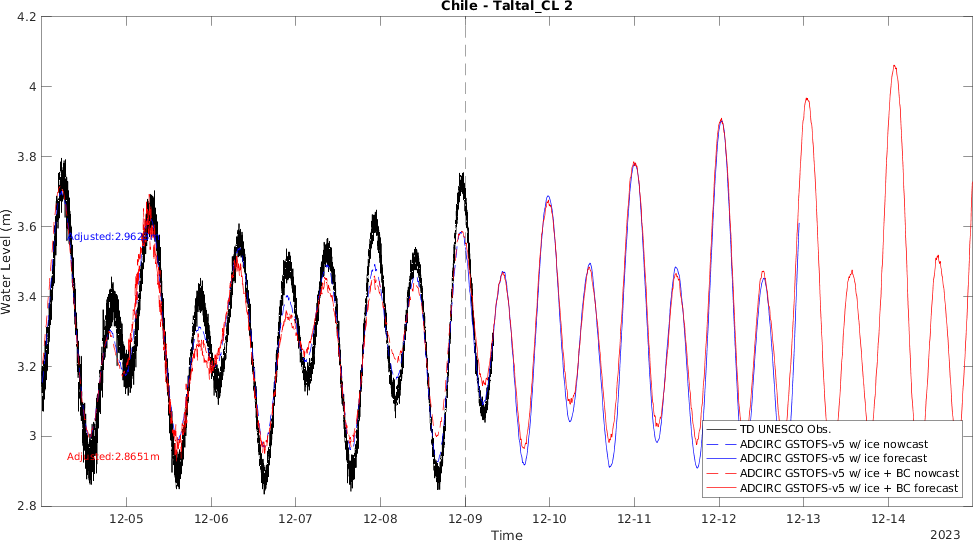 Chile - Taltal_CL 2
4.2
4
3.8
3.6
3.4
3.2
3
2.8
Water Level (m)
Adjusted:2.962
Adjusted:2.8651m
TD UNESCO Obs.
ADCIRC GSTOFS-v5 w/ ice nowcast
ADCIRC GSTOFS-v5 w/ ice forecast
ADCIRC GSTOFS-v5 w/ ice + BC nowcast
ADCIRC GSTOFS-v5 w/ ice + BC forecast
12-05 12-06 12-07 12-08 12-09 12-10 12-11 12-12 12-13 12-14
Time
2023